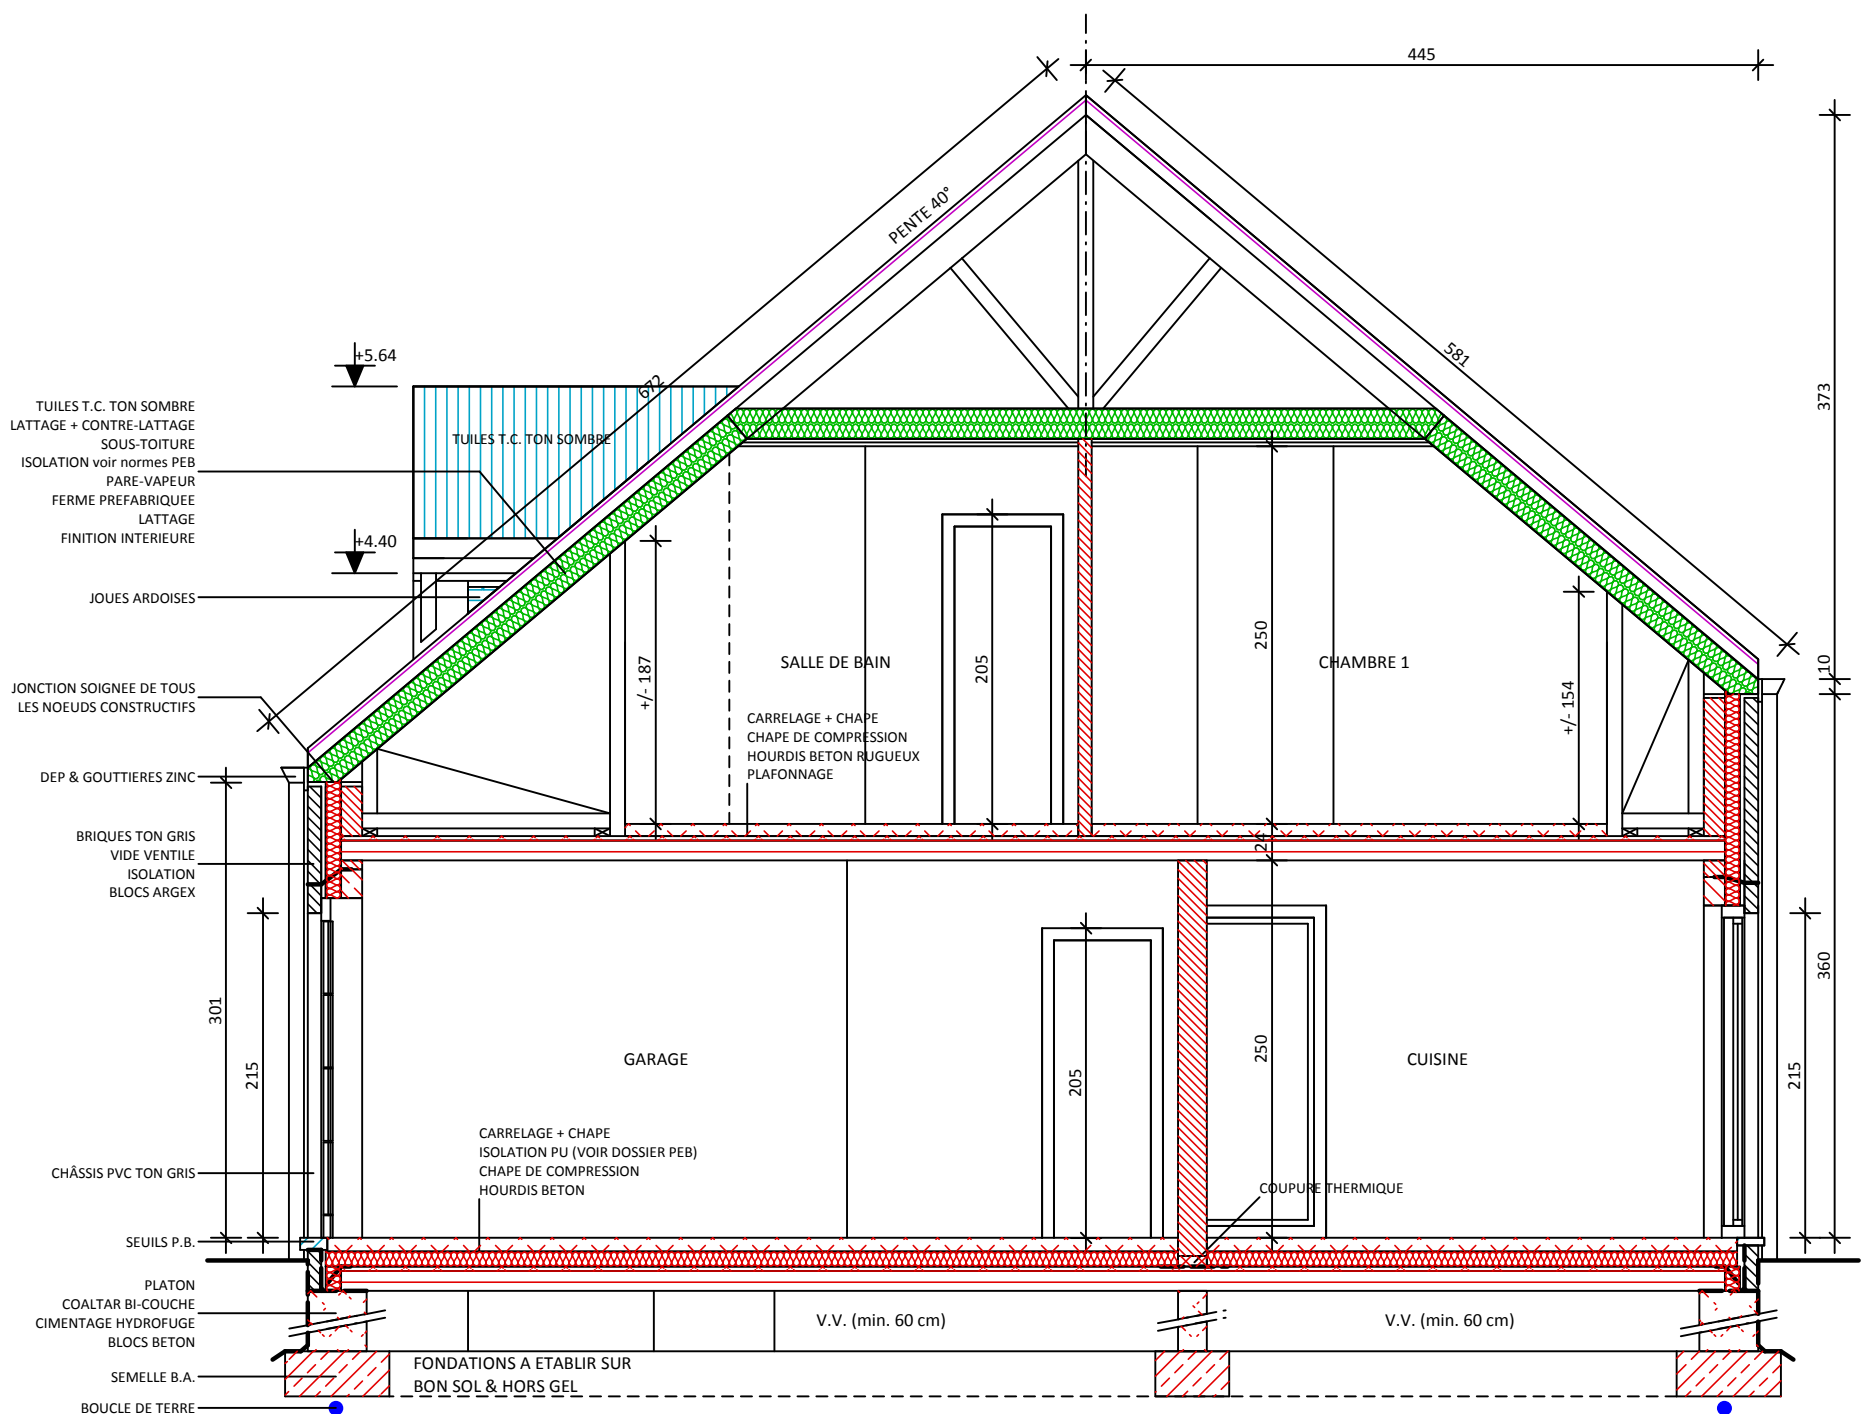 445
PENTE 40°
672
581
373
10
360
+5.64
+4.40
TUILES T.C. TON SOMBRE
LATTAGE + CONTRE-LATTAGE
SOUS-TOITURE
ISOLATION voir normes PEB
PARE-VAPEUR
FERME PREFABRIQUEE
LATTAGE
FINITION INTERIEURE
TUILES T.C. TON SOMBRE
JOUES ARDOISES
JONCTION SOIGNEE DE TOUS
LES NOEUDS CONSTRUCTIFS
DEP & GOUTTIERES ZINC
BRIQUES TON GRIS
VIDE VENTILE
ISOLATION
BLOCS ARGEX
+/- 187
SALLE DE BAIN
205
250
CHAMBRE 1
+/- 154
CARRELAGE + CHAPE
CHAPE DE COMPRESSION
HOURDIS BETON RUGUEUX
PLAFONNAGE
24
301
215
GARAGE
205
250
CUISINE
215
CARRELAGE + CHAPE
ISOLATION PU (VOIR DOSSIER PEB)
CHAPE DE COMPRESSION
HOURDIS BETON
COUPURE THERMIQUE
CHÂSSIS PVC TON GRIS
SEUILS P.B.
PLATON
COALTAR BI-COUCHE
CIMENTAGE HYDROFUGE
BLOCS BETON
V.V. (min. 60 cm)
V.V. (min. 60 cm)
SEMELLE B.A.
FONDATIONS A ETABLIR SUR
BON SOL & HORS GEL
BOUCLE DE TERRE